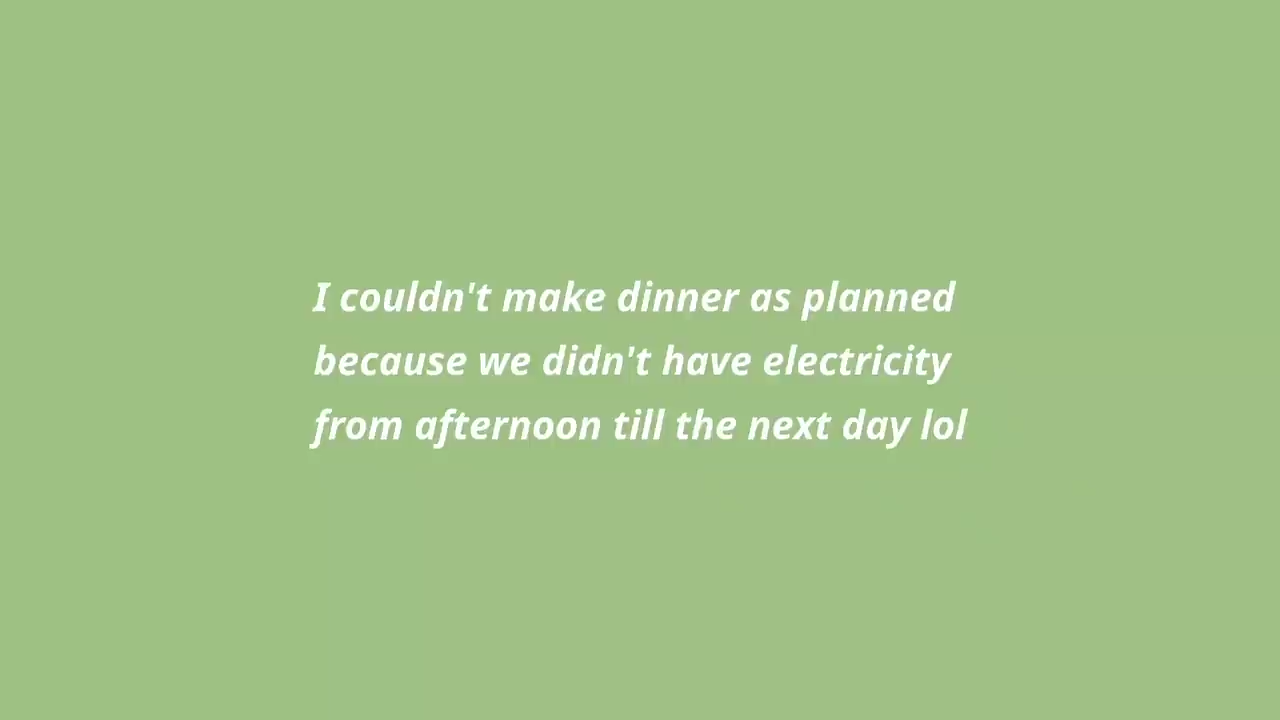 I couldn't make dinner as planned
because we didn't have electricity
from afternoon till the next day lol